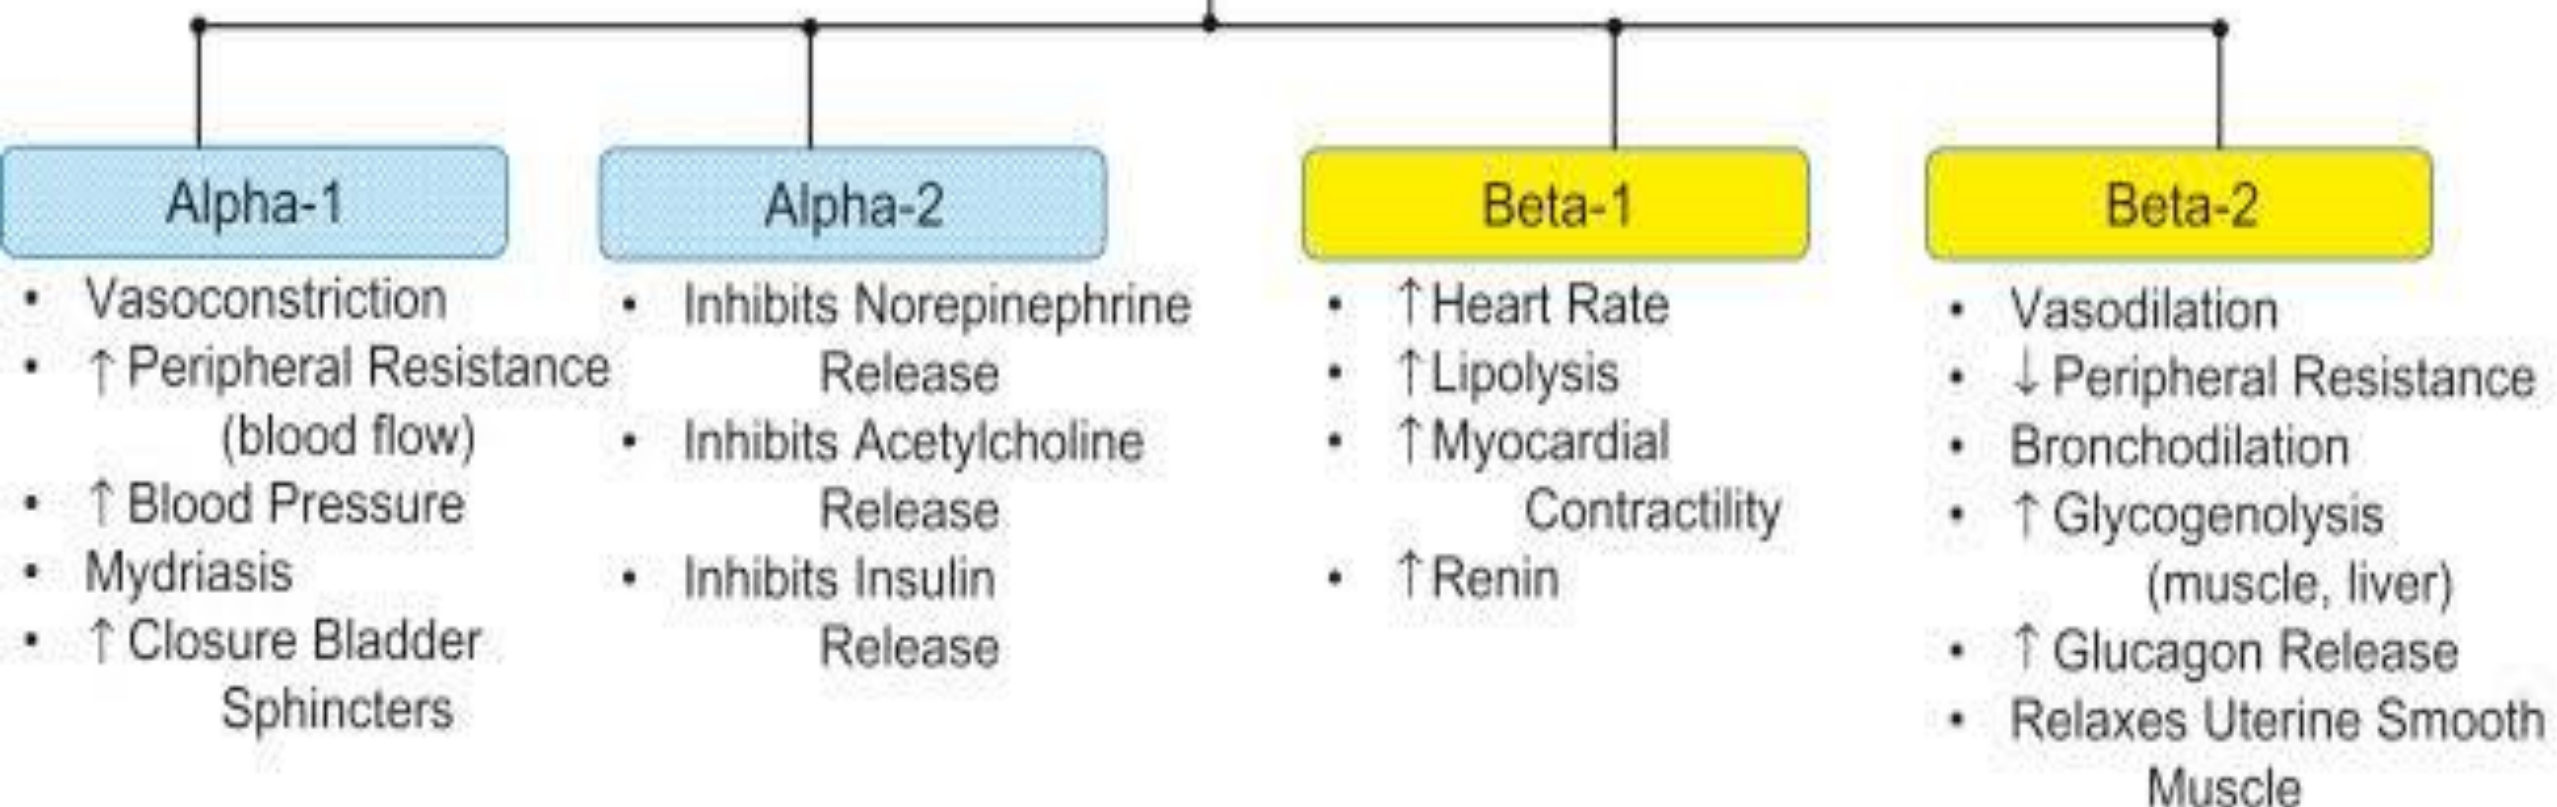 Alpha-1
• Vasoconstriction
• ↑ Peripheral Resistance
(blood flow)
• ↑ Blood Pressure
• Mydriasis
• ↑ Closure Bladder
Sphincters
Alpha-2
• Inhibits Norepinephrine
Release
• Inhibits Acetylcholine
Release
• Inhibits Insulin
Release
Beta-1
• ↑ Heart Rate
• ↑ Lipolysis
• ↑ Myocardial
Contractility
• ↑ Renin
Beta-2
• Vasodilation
• ↓ Peripheral Resistance
• Bronchodilation
• ↑ Glycogenolysis
(muscle, liver)
• ↑ Glucagon Release
• Relaxes Uterine Smooth
Muscle